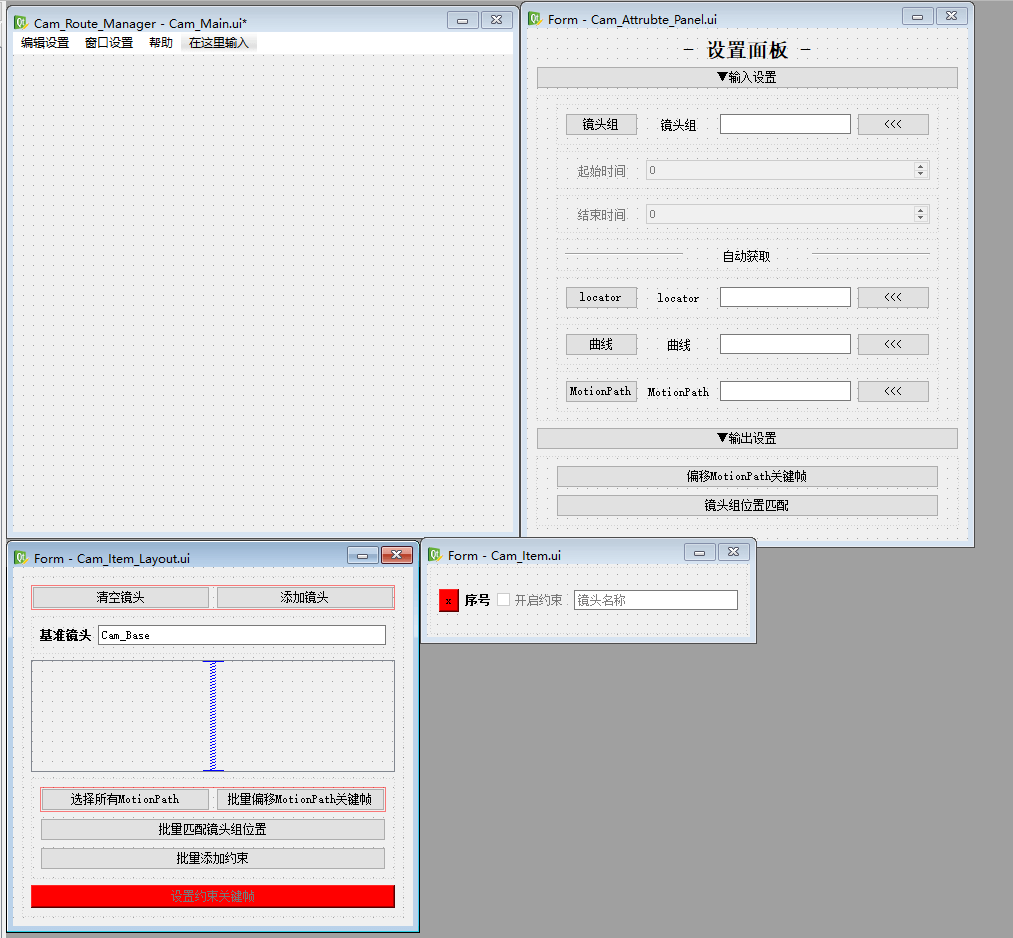 Cam_Route_Manager - Cam_Main.ui*
编辑设置 窗口设置 帮助 在这里输入
Form - Cam_Attrubte_Panel.ui
- 设置面板 -
▼输入设置
镜头组 镜头组 <<<
起始时间 0
结束时间 0
自动获取
locator locator <<<
曲线 曲线 <<<
MotionPath MotionPath <<<
▼输出设置
偏移MotionPath关键帧
镜头组位置匹配
Form - Cam_Item_Layout.ui
清空镜头 添加镜头
基准镜头 Cam_Base
选择所有MotionPath 批量偏移MotionPath关键帧
批量匹配镜头组位置
批量添加约束
设置约束关键帧
Form - Cam_Item.ui
x 序号 开启约束 镜头名称